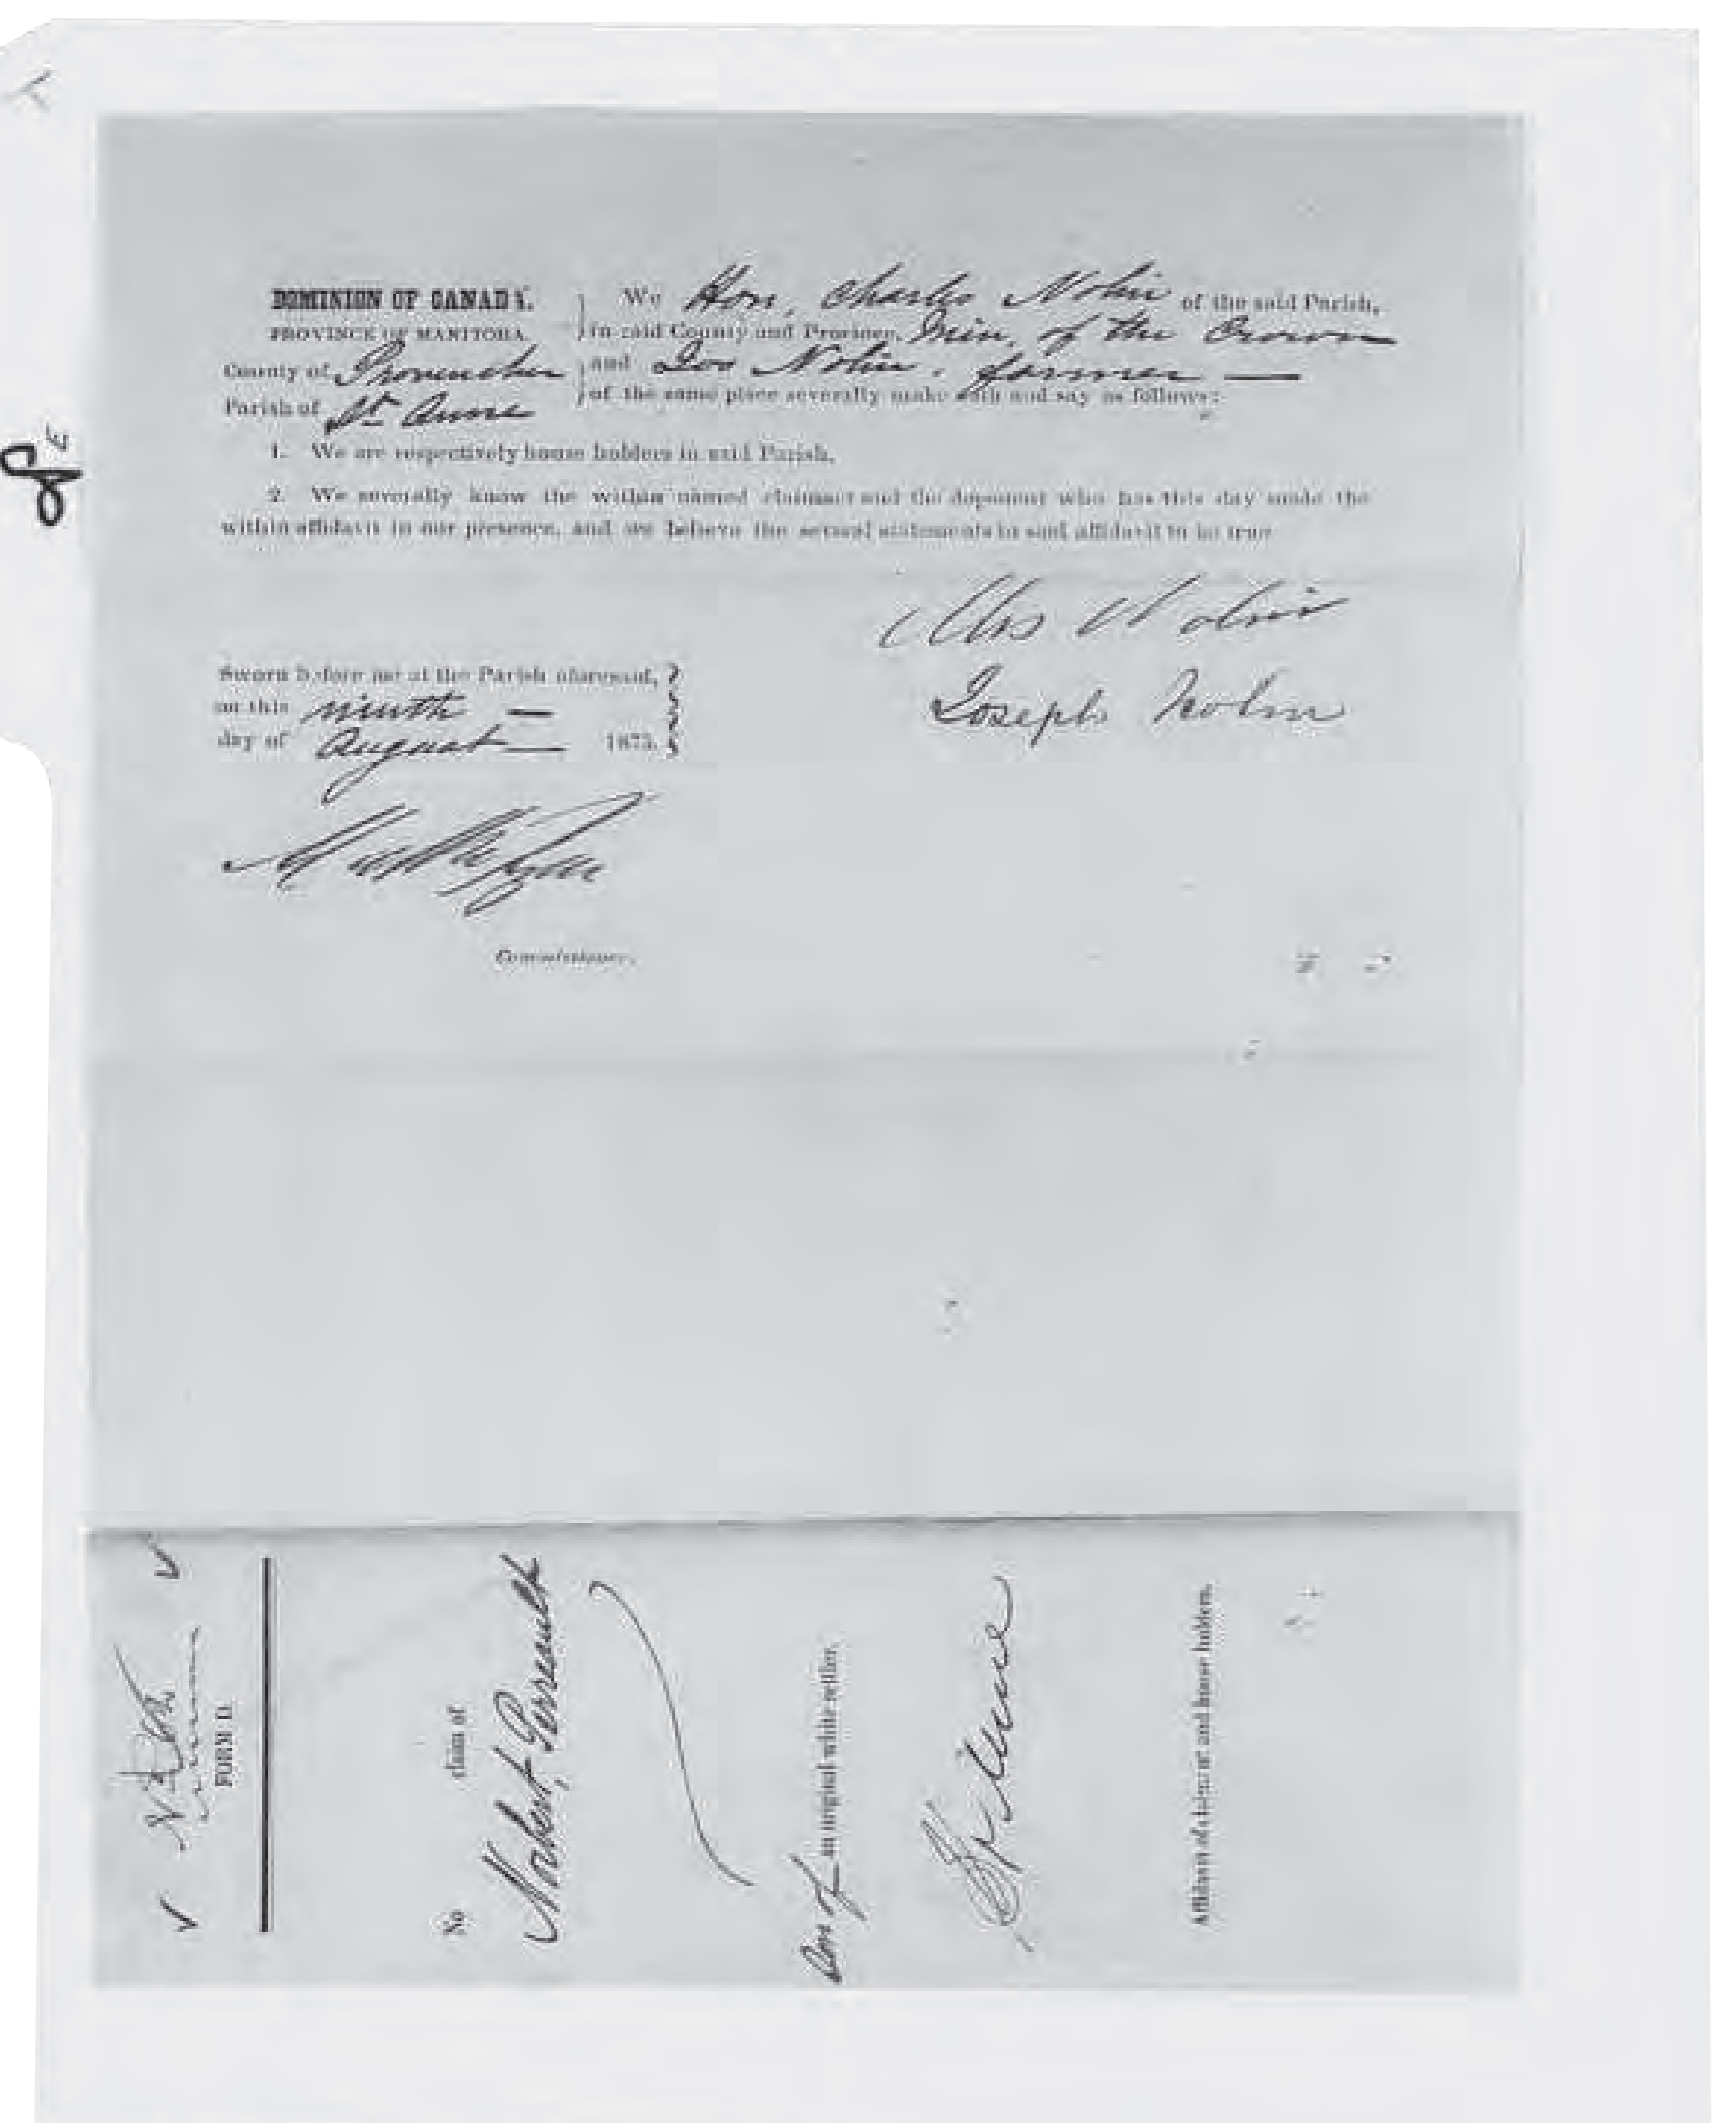 DOMINION OF CANADA.
PROVINCE OF MANITOBA.
County of Provencher
Parish of St. Anne
We Hon. Charles Nolin of the said Parish,
in said County and Province, Min. of the Crown
and Jos Nolin, farmer —
of the same place severally make oath and say as follows:
1. We are respectively house holders in said Parish.
2. We severally know the within named claimant and the deponent who has this day made the
within affidavit in our presence, and we believe the several statements in said affidavit to be true
Chs Nolin
Joseph Nolin
Sworn before me at the Parish aforesaid,
on this ninth —
day of August — 1875.
Commissioner.
FORM D.
No claim of
Norbert Perreault
Son of an original white settler.
Affidavit of claimant and house holders.